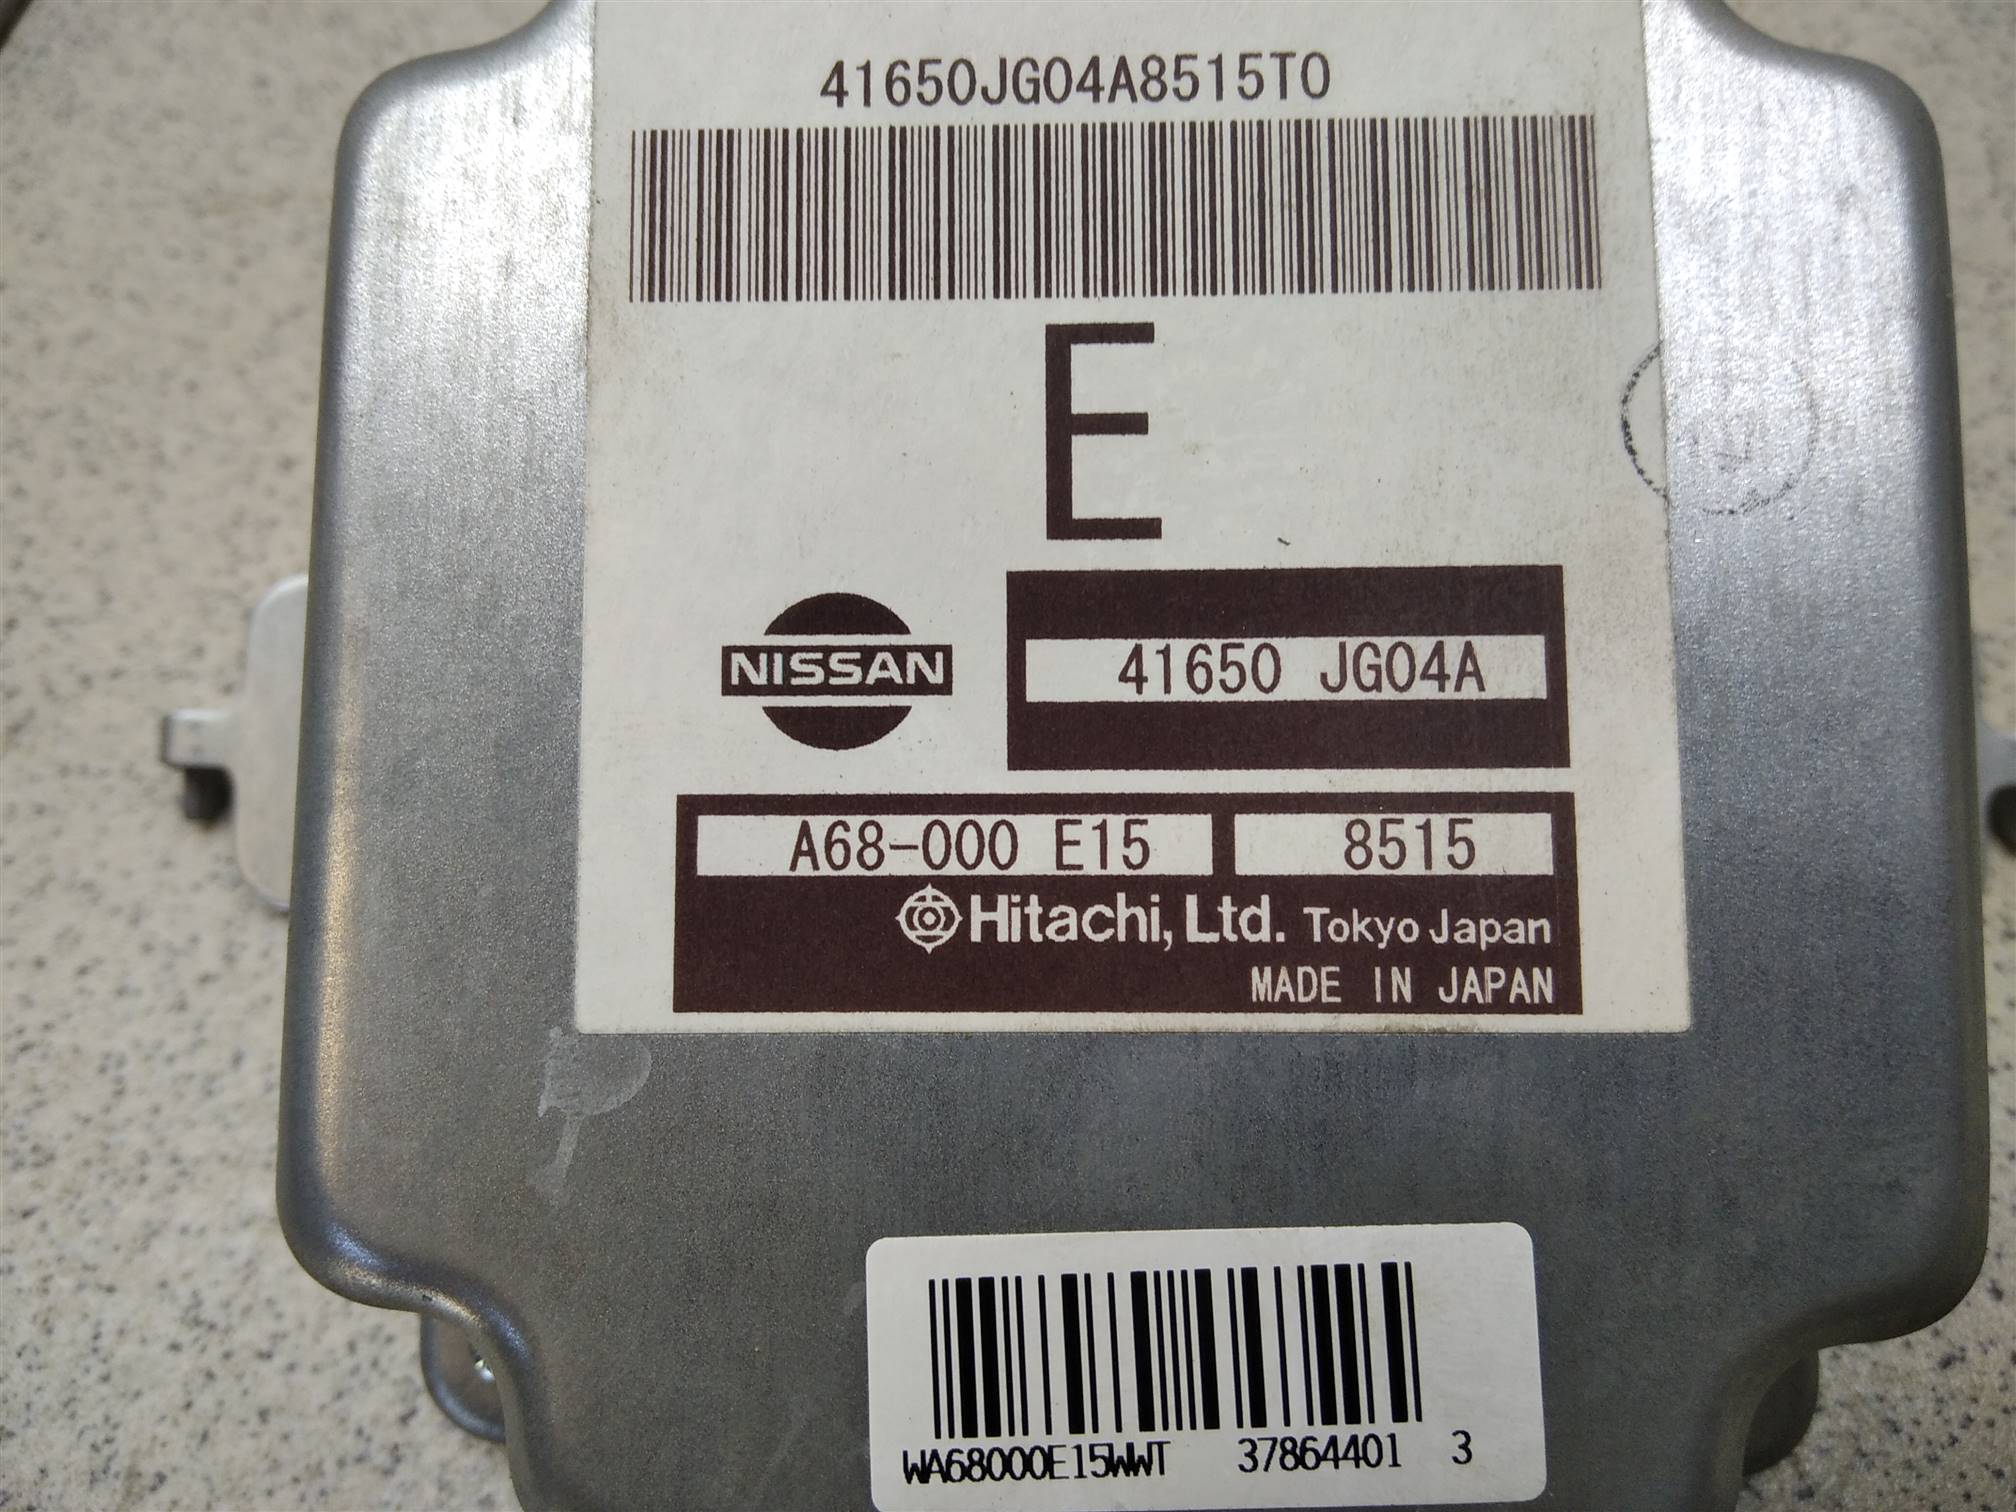 41650JG04A8515T0
E
NISSAN
41650 JG04A
A68-000 E15
8515
Hitachi, Ltd. Tokyo Japan
MADE IN JAPAN
WA68000E15WWT 37864401 3